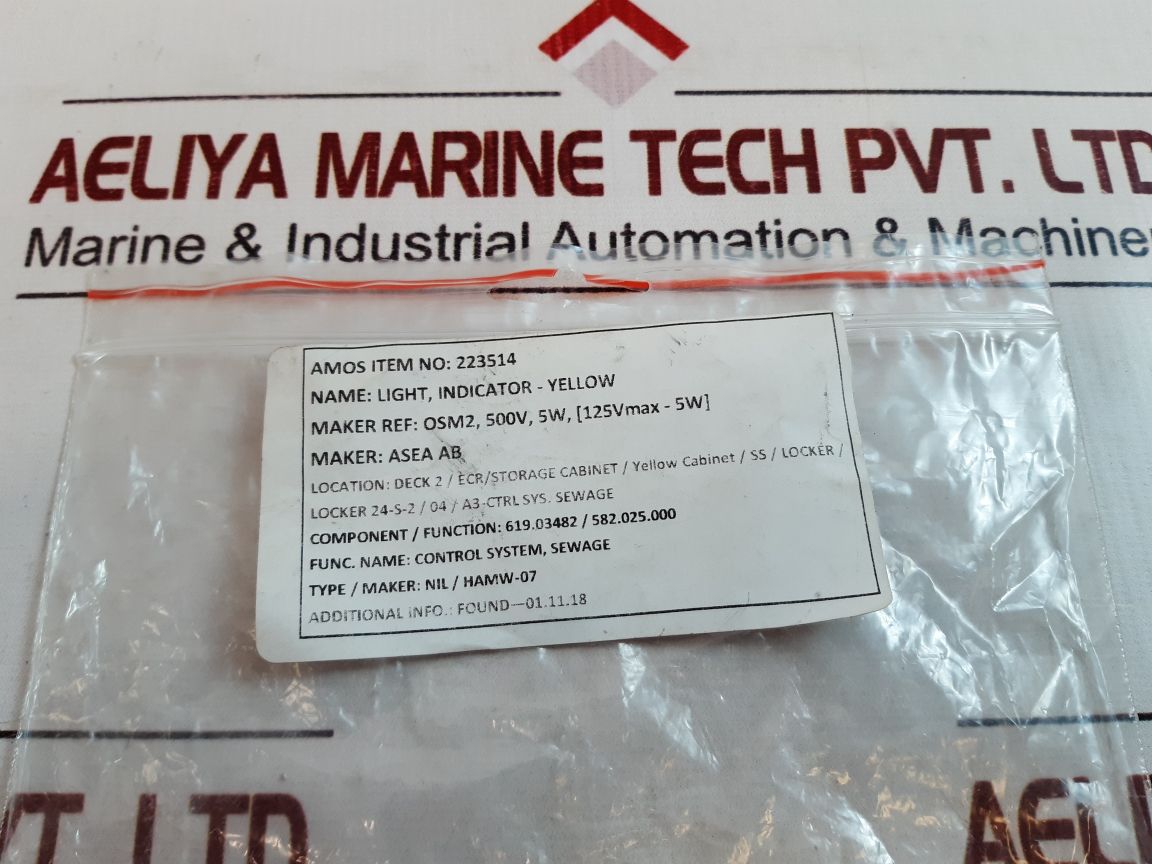 AELIYA MARINE TECH PVT. LTD
Marine & Industrial Automation & Machine
AMOS ITEM NO: 223514
NAME: LIGHT, INDICATOR - YELLOW
MAKER REF: OSM2, 500V, 5W, [125Vmax - 5W]
MAKER: ASEA AB
LOCATION: DECK 2 / ECR/STORAGE CABINET / Yellow Cabinet / SS / LOCKER /
LOCKER 24-S-2 / 04 / A3-CTRL SYS. SEWAGE
COMPONENT / FUNCTION: 619.03482 / 582.025.000
FUNC. NAME: CONTROL SYSTEM, SEWAGE
TYPE / MAKER: NIL / HAMW-07
ADDITIONAL INFO.: FOUND—01.11.18
VT. LTD
AEL